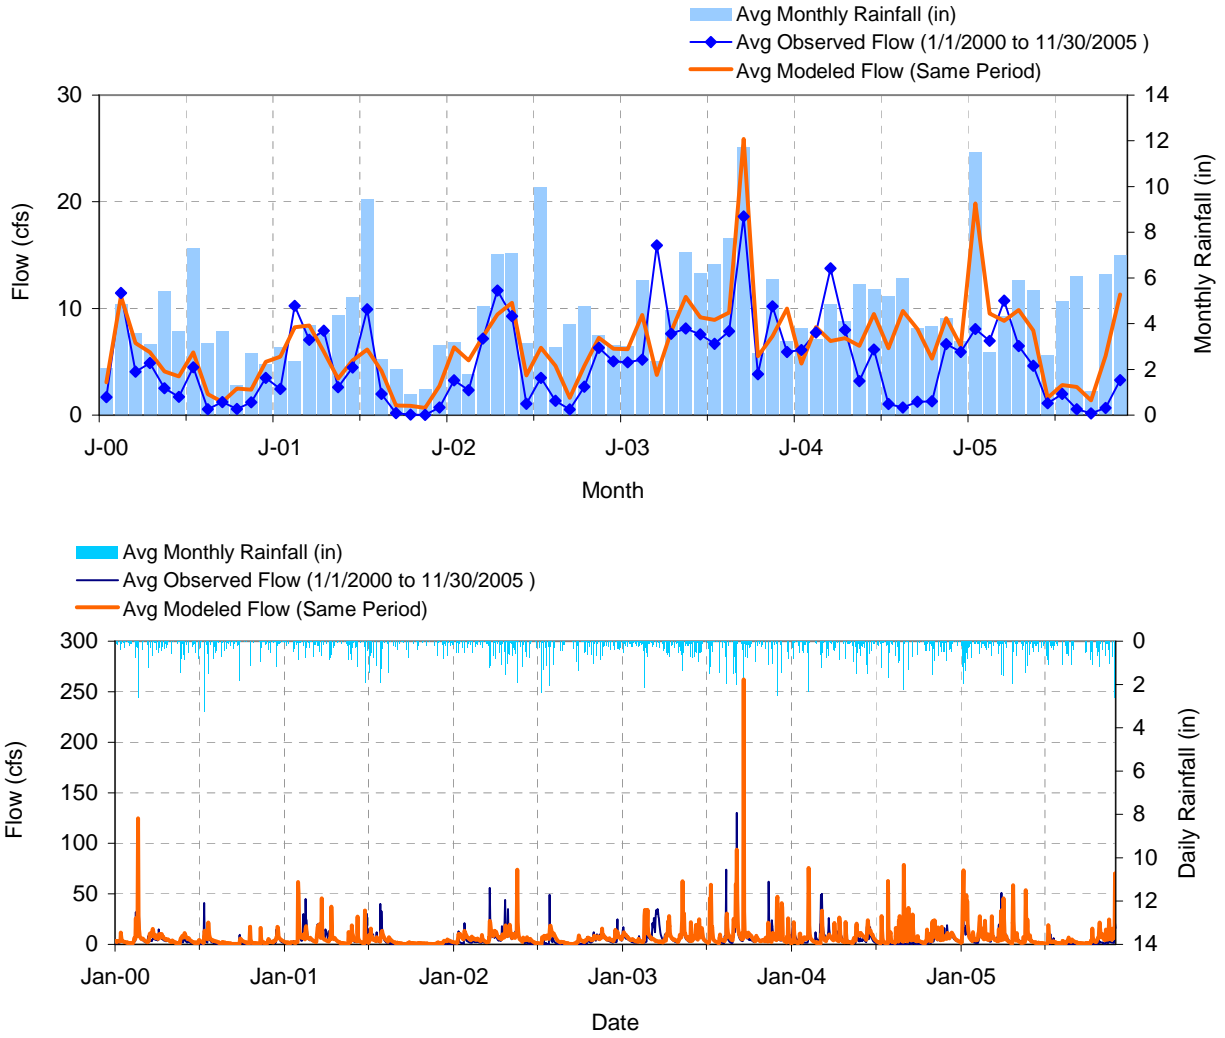 Avg Monthly Rainfall (in)
Avg Observed Flow (1/1/2000 to 11/30/2005 )
Avg Modeled Flow (Same Period)
30
20
10
0
Flow (cfs)
14
12
10
8
6
4
2
0
Monthly Rainfall (in)
J-00 J-01 J-02 J-03 J-04 J-05
Month
Avg Monthly Rainfall (in)
Avg Observed Flow (1/1/2000 to 11/30/2005 )
Avg Modeled Flow (Same Period)
300
250
200
150
100
50
0
Flow (cfs)
0
2
4
6
8
10
12
14
Daily Rainfall (in)
Jan-00 Jan-01 Jan-02 Jan-03 Jan-04 Jan-05
Date